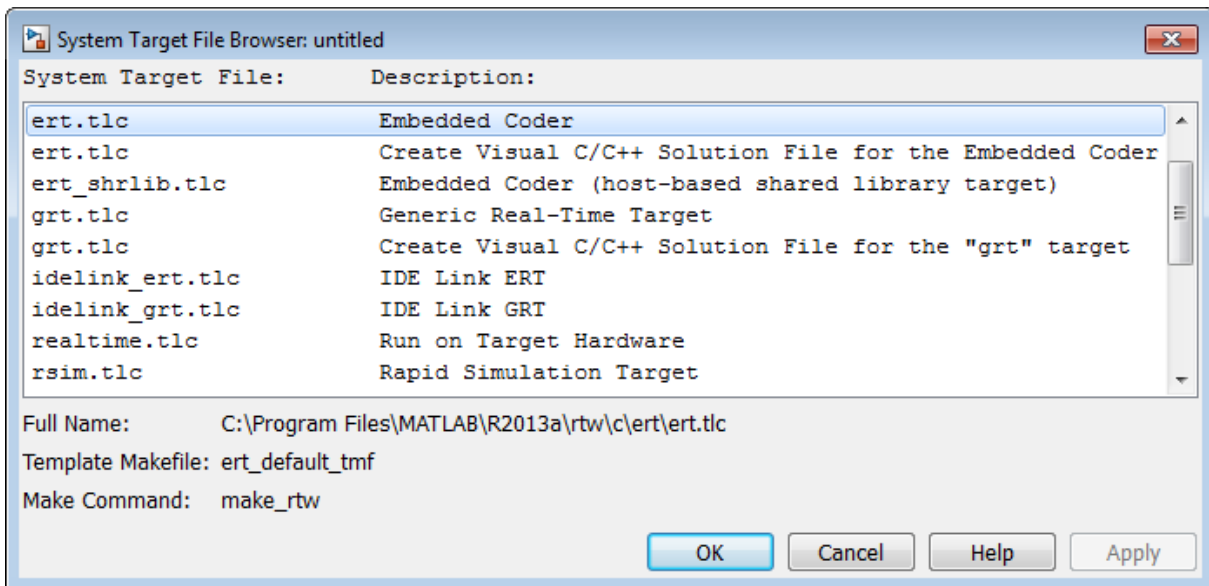 System Target File Browser: untitled
System Target File: Description:
ert.tlc Embedded Coder
ert.tlc Create Visual C/C++ Solution File for the Embedded Coder
ert_shrlib.tlc Embedded Coder (host-based shared library target)
grt.tlc Generic Real-Time Target
grt.tlc Create Visual C/C++ Solution File for the "grt" target
idelink_ert.tlc IDE Link ERT
idelink_grt.tlc IDE Link GRT
realtime.tlc Run on Target Hardware
rsim.tlc Rapid Simulation Target
Full Name: C:\Program Files\MATLAB\R2013a\rtw\c\ert\ert.tlc
Template Makefile: ert_default_tmf
Make Command: make_rtw
OK Cancel Help Apply